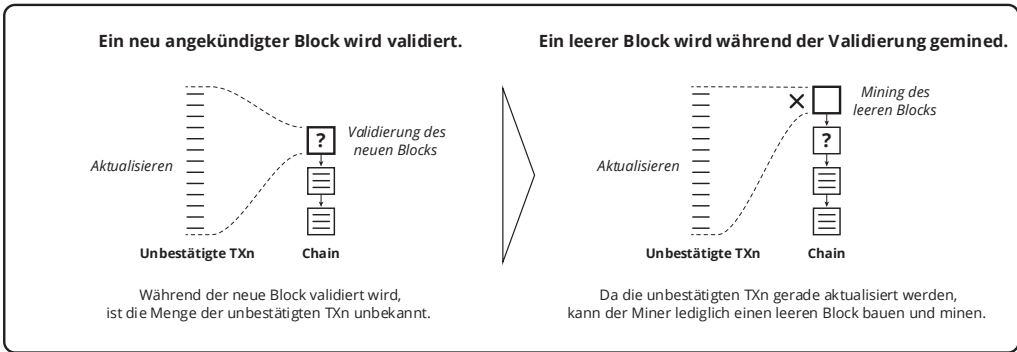 Ein neu angekündigter Block wird validiert.
?
Validierung des
neuen Blocks
Aktualisieren
Unbestätigte TXn
Chain
Während der neue Block validiert wird,
ist die Menge der unbestätigten TXn unbekannt.
Ein leerer Block wird während der Validierung gemined.
Mining des
leeren Blocks
?
Aktualisieren
Unbestätigte TXn
Chain
Da die unbestätigten TXn gerade aktualisiert werden,
kann der Miner lediglich einen leeren Block bauen und minen.